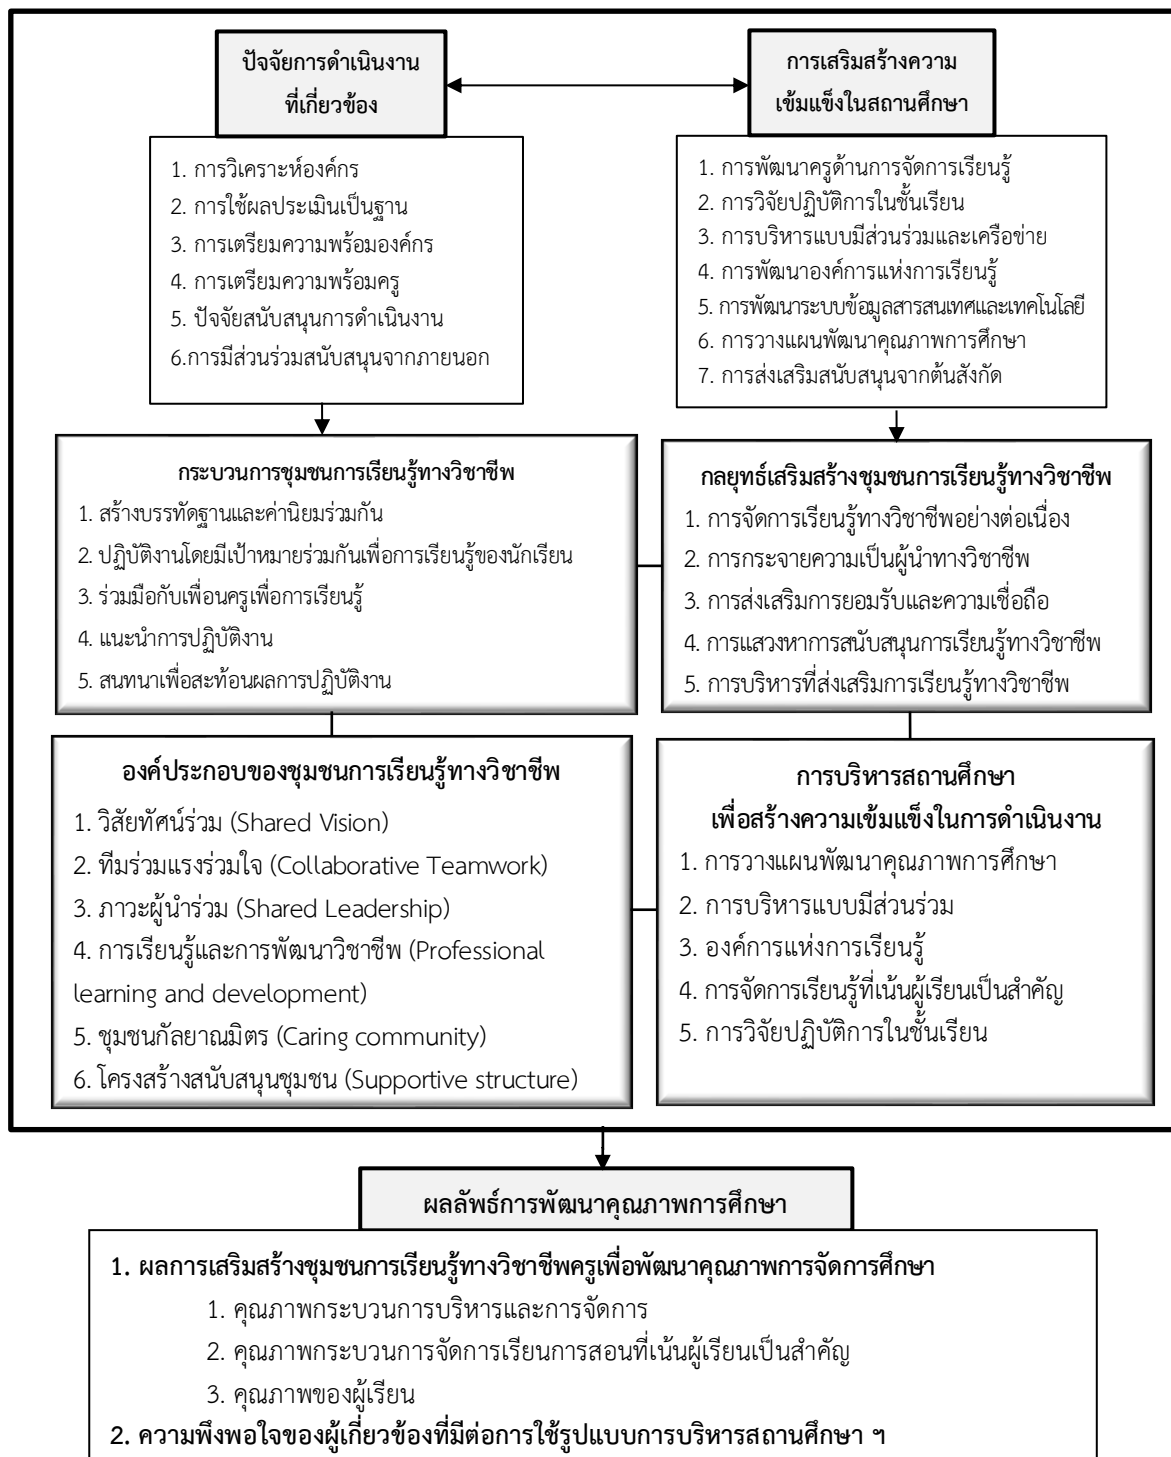 ปัจจัยการดำเนินงาน
ที่เกี่ยวข้อง
1. การวิเคราะห์องค์กร
2. การใช้ผลประเมินเป็นฐาน
3. การเตรียมความพร้อมองค์กร
4. การเตรียมความพร้อมครู
5. ปัจจัยสนับสนุนการดำเนินงาน
6.การมีส่วนร่วมสนับสนุนจากภายนอก
การเสริมสร้างความ
เข้มแข็งในสถานศึกษา
1. การพัฒนาครูด้านการจัดการเรียนรู้
2. การวิจัยปฏิบัติการในชั้นเรียน
3. การบริหารแบบมีส่วนร่วมและเครือข่าย
4. การพัฒนาองค์การแห่งการเรียนรู้
5. การพัฒนาระบบข้อมูลสารสนเทศและเทคโนโลยี
6. การวางแผนพัฒนาคุณภาพการศึกษา
7. การส่งเสริมสนับสนุนจากต้นสังกัด
กระบวนการชุมชนการเรียนรู้ทางวิชาชีพ
1. สร้างบรรทัดฐานและค่านิยมร่วมกัน
2. ปฏิบัติงานโดยมีเป้าหมายร่วมกันเพื่อการเรียนรู้ของนักเรียน
3. ร่วมมือกับเพื่อนครูเพื่อการเรียนรู้
4. แนะนำการปฏิบัติงาน
5. สนทนาเพื่อสะท้อนผลการปฏิบัติงาน
กลยุทธ์เสริมสร้างชุมชนการเรียนรู้ทางวิชาชีพ
1. การจัดการเรียนรู้ทางวิชาชีพอย่างต่อเนื่อง
2. การกระจายความเป็นผู้นำทางวิชาชีพ
3. การส่งเสริมการยอมรับและความเชื่อถือ
4. การแสวงหาการสนับสนุนการเรียนรู้ทางวิชาชีพ
5. การบริหารที่ส่งเสริมการเรียนรู้ทางวิชาชีพ
องค์ประกอบของชุมชนการเรียนรู้ทางวิชาชีพ
1. วิสัยทัศน์ร่วม (Shared Vision)
2. ทีมร่วมแรงร่วมใจ (Collaborative Teamwork)
3. ภาวะผู้นำร่วม (Shared Leadership)
4. การเรียนรู้และการพัฒนาวิชาชีพ (Professional
learning and development)
5. ชุมชนกัลยาณมิตร (Caring community)
6. โครงสร้างสนับสนุนชุมชน (Supportive structure)
การบริหารสถานศึกษา
เพื่อสร้างความเข้มแข็งในการดำเนินงาน
1. การวางแผนพัฒนาคุณภาพการศึกษา
2. การบริหารแบบมีส่วนร่วม
3. องค์การแห่งการเรียนรู้
4. การจัดการเรียนรู้ที่เน้นผู้เรียนเป็นสำคัญ
5. การวิจัยปฏิบัติการในชั้นเรียน
ผลลัพธ์การพัฒนาคุณภาพการศึกษา
1. ผลการเสริมสร้างชุมชนการเรียนรู้ทางวิชาชีพครูเพื่อพัฒนาคุณภาพการจัดการศึกษา
1. คุณภาพกระบวนการบริหารและการจัดการ
2. คุณภาพกระบวนการจัดการเรียนการสอนที่เน้นผู้เรียนเป็นสำคัญ
3. คุณภาพของผู้เรียน
2. ความพึงพอใจของผู้เกี่ยวข้องที่มีต่อการใช้รูปแบบการบริหารสถานศึกษา ฯ